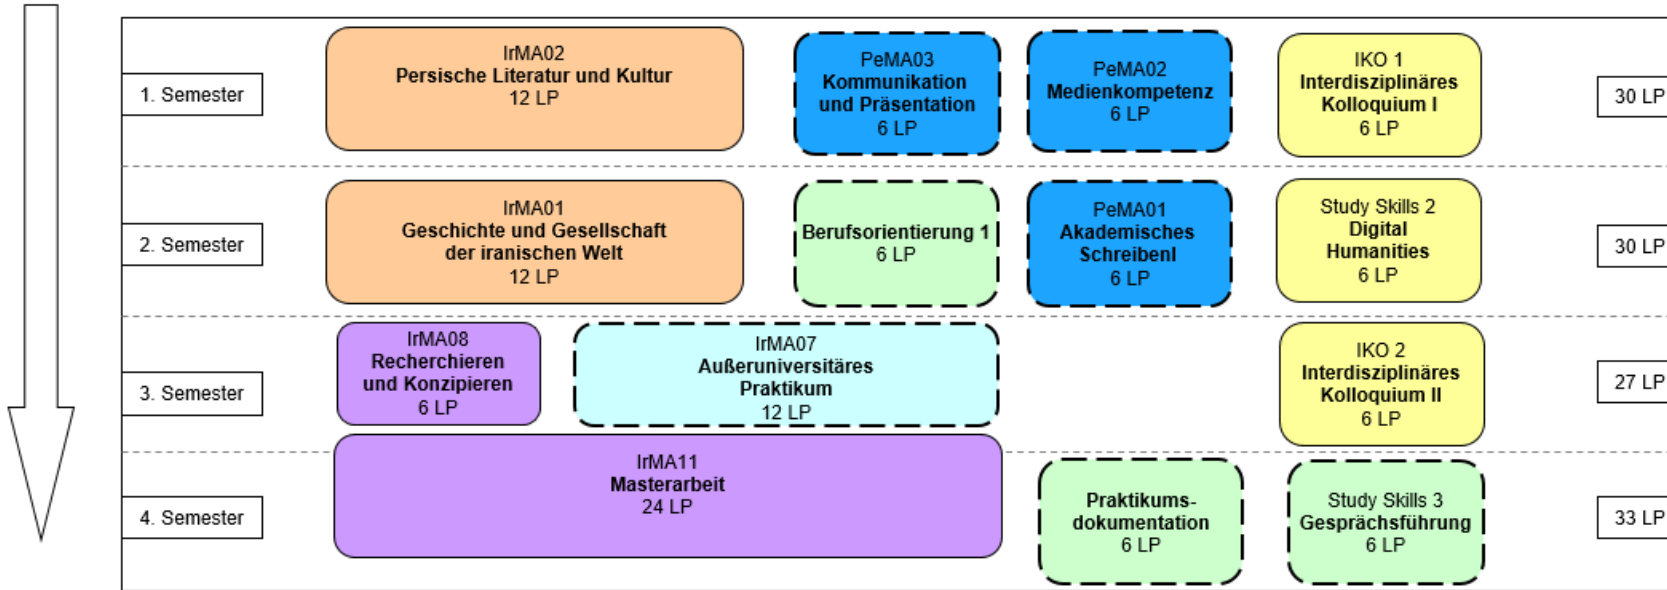 1. Semester
IrMA02
Persische Literatur und Kultur
12 LP
PeMA03
Kommunikation
und Präsentation
6 LP
PeMA02
Medienkompetenz
6 LP
IKO 1
Interdisziplinäres
Kolloquium I
6 LP
30 LP
2. Semester
IrMA01
Geschichte und Gesellschaft
der iranischen Welt
12 LP
Berufsorientierung 1
6 LP
PeMA01
Akademisches
SchreibenI
6 LP
Study Skills 2
Digital
Humanities
6 LP
30 LP
3. Semester
IrMA08
Recherchieren
und Konzipieren
6 LP
IrMA07
Außeruniversitäres
Praktikum
12 LP
IKO 2
Interdisziplinäres
Kolloquium II
6 LP
27 LP
4. Semester
IrMA11
Masterarbeit
24 LP
Praktikums-
dokumentation
6 LP
Study Skills 3
Gesprächsführung
6 LP
33 LP